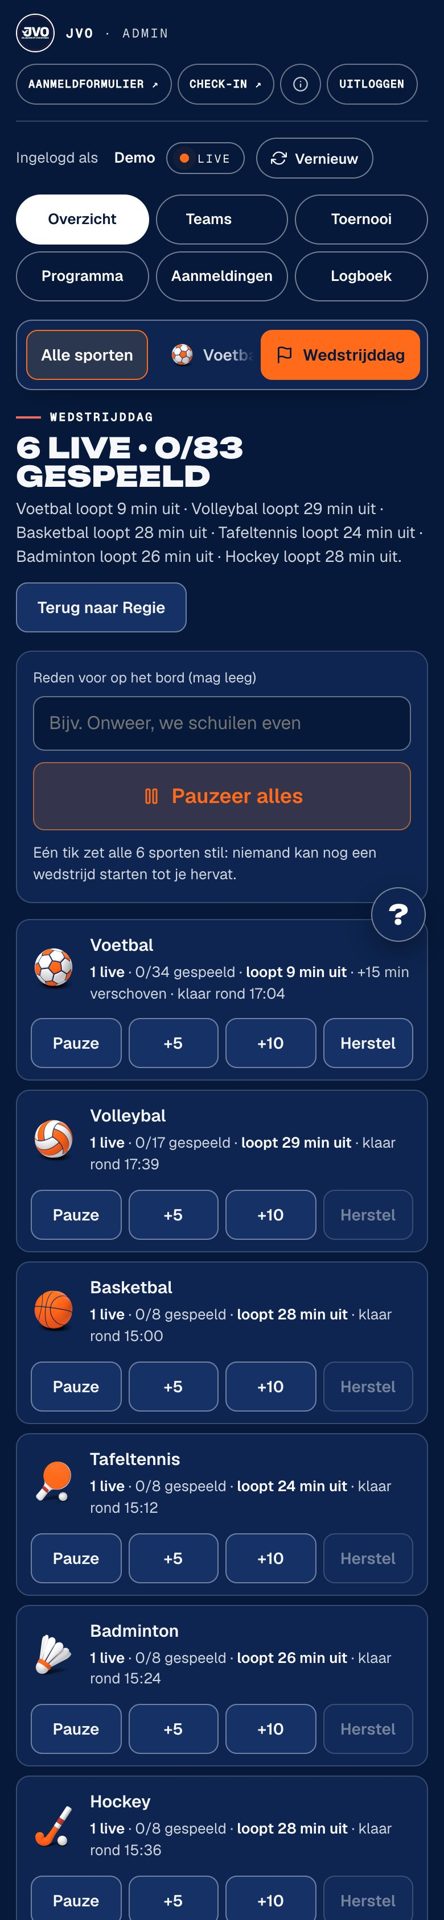 JVO
JVO · ADMIN
AANMELDFORMULIER ↗
CHECK-IN ↗
UITLOGGEN
Ingelogd als Demo
LIVE
Vernieuw
Overzicht
Teams
Toernooi
Programma
Aanmeldingen
Logboek
Alle sporten
Voetb
Wedstrijddag
WEDSTRIJDDAG
6 LIVE · 0/83
GESPEELD
Voetbal loopt 9 min uit · Volleybal loopt 29 min uit ·
Basketbal loopt 28 min uit · Tafeltennis loopt 24 min uit ·
Badminton loopt 26 min uit · Hockey loopt 28 min uit.
Terug naar Regie
Reden voor op het bord (mag leeg)
Bijv. Onweer, we schuilen even
Pauzeer alles
Eén tik zet alle 6 sporten stil: niemand kan nog een
wedstrijd starten tot je hervat.
?
Voetbal
1 live · 0/34 gespeeld · loopt 9 min uit · +15 min
verschoven · klaar rond 17:04
Pauze
+5
+10
Herstel
Volleybal
1 live · 0/17 gespeeld · loopt 29 min uit · klaar
rond 17:39
Pauze
+5
+10
Herstel
Basketbal
1 live · 0/8 gespeeld · loopt 28 min uit · klaar
rond 15:00
Pauze
+5
+10
Herstel
Tafeltennis
1 live · 0/8 gespeeld · loopt 24 min uit · klaar
rond 15:12
Pauze
+5
+10
Herstel
Badminton
1 live · 0/8 gespeeld · loopt 26 min uit · klaar
rond 15:24
Pauze
+5
+10
Herstel
Hockey
1 live · 0/8 gespeeld · loopt 28 min uit · klaar
rond 15:36
Pauze
+5
+10
Herstel